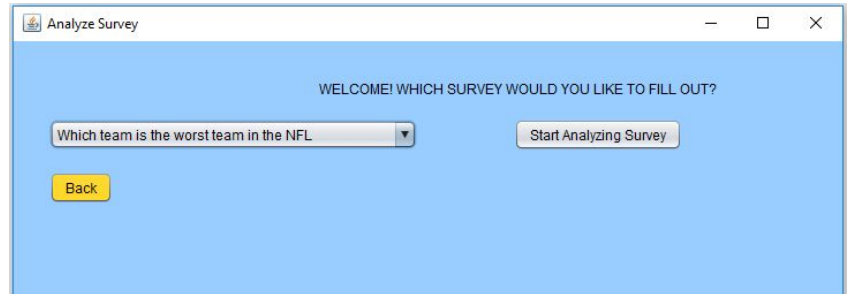 Analyze Survey
WELCOME! WHICH SURVEY WOULD YOU LIKE TO FILL OUT?
Which team is the worst team in the NFL
Start Analyzing Survey
Back